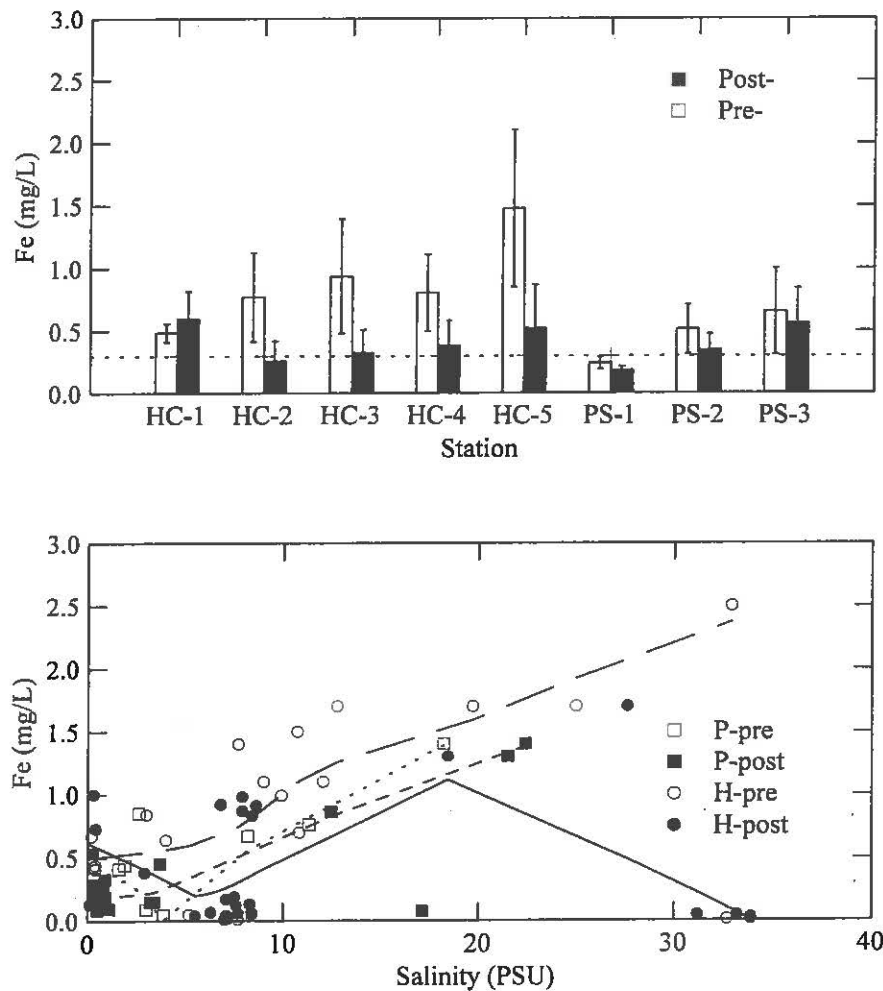 3.0
2.5
2.0
1.5
1.0
0.5
0.0
Fe (mg/L)
Post-
Pre-
HC-1 HC-2 HC-3 HC-4 HC-5 PS-1 PS-2 PS-3
Station
3.0
2.5
2.0
1.5
1.0
0.5
0.0
Fe (mg/L)
P-pre
P-post
H-pre
H-post
0 10 20 30 40
Salinity (PSU)